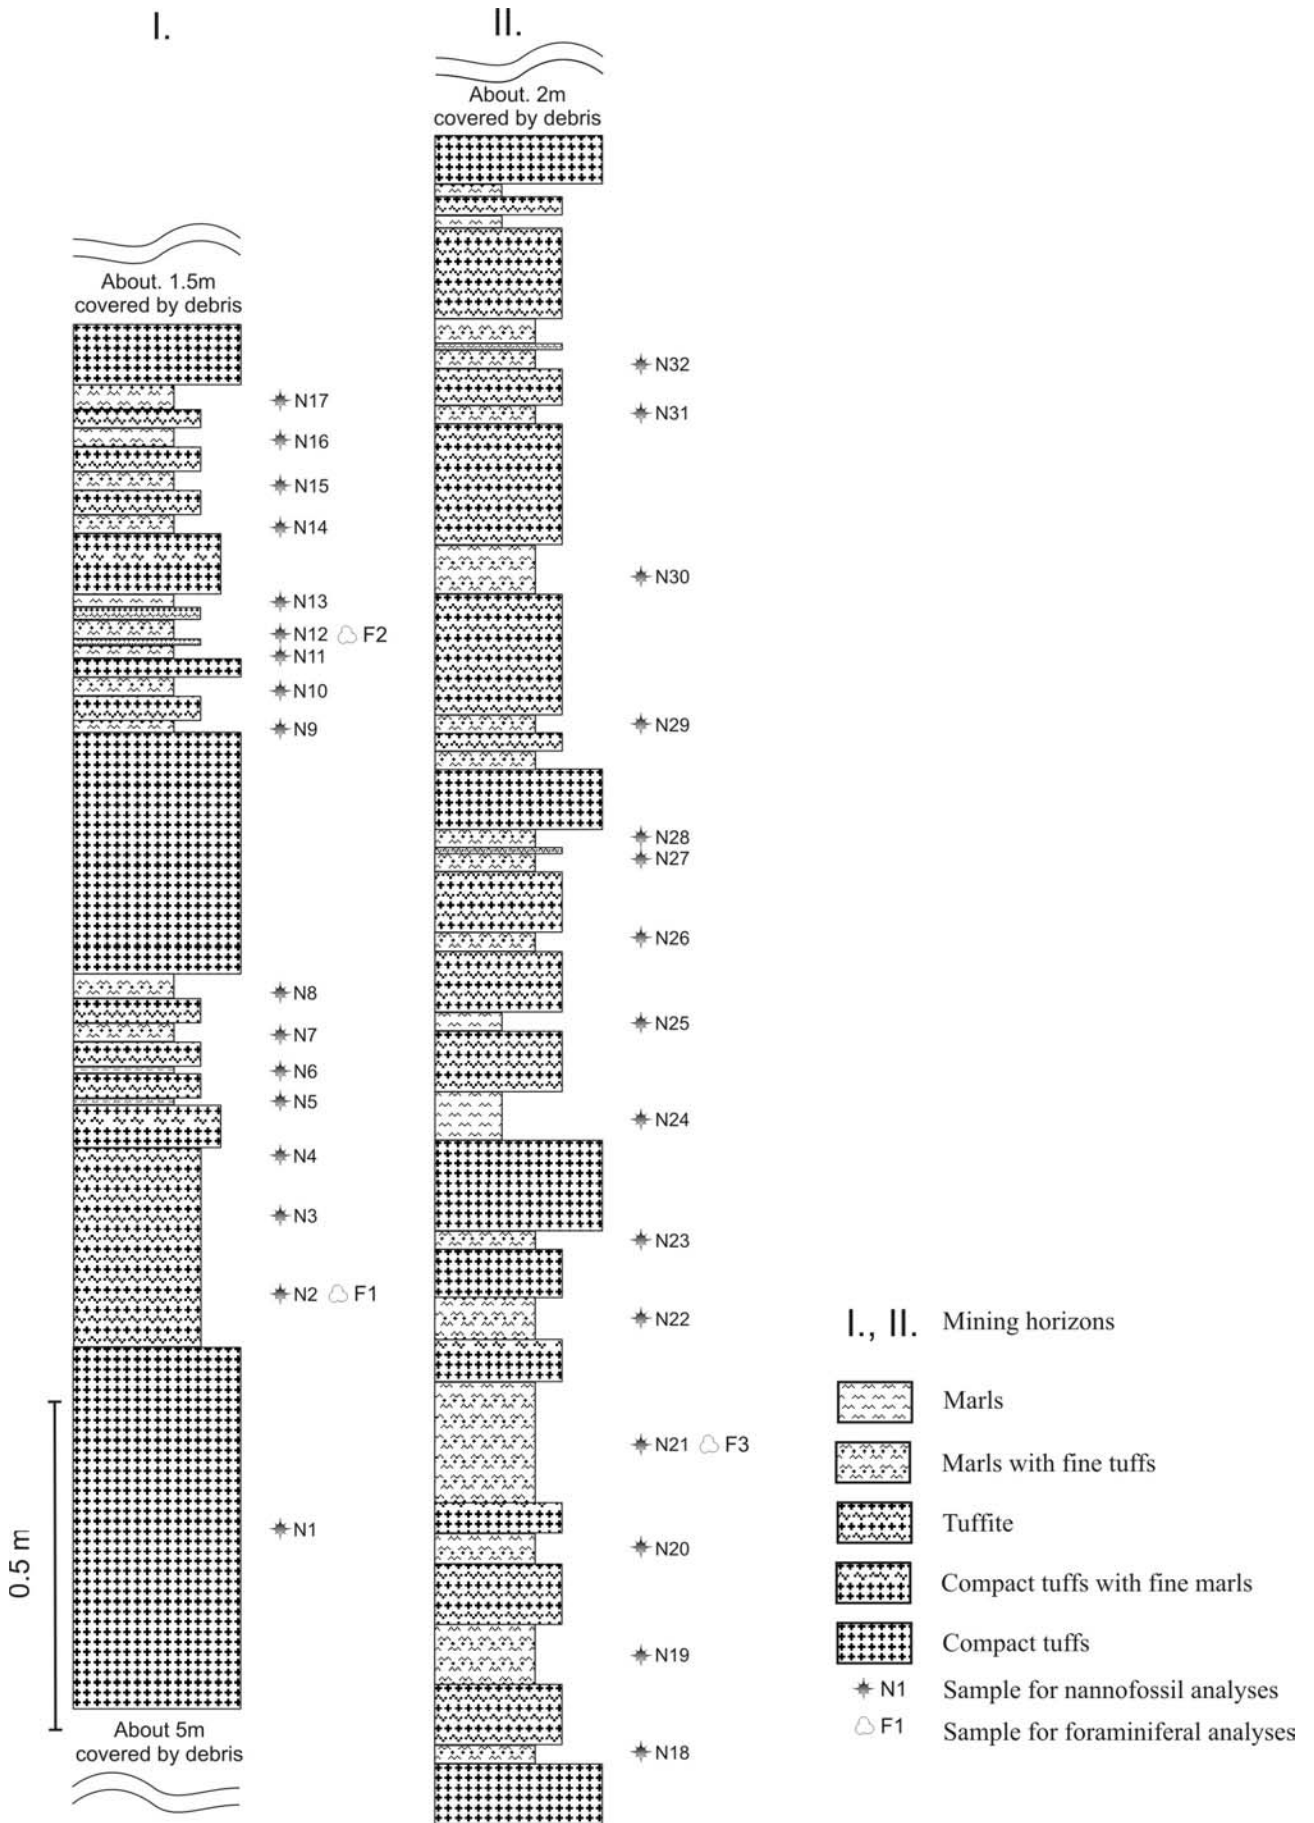 I.
II.
About. 2m
covered by debris
About. 1.5m
covered by debris
N17
N16
N15
N14
N13
N12 F2
N11
N10
N9
N8
N7
N6
N5
N4
N3
N2 F1
N1
0.5 m
About 5m
covered by debris
N32
N31
N30
N29
N28
N27
N26
N25
N24
N23
N22
N21 F3
N20
N19
N18
I., II. Mining horizons
Marls
Marls with fine tuffs
Tuffite
Compact tuffs with fine marls
Compact tuffs
N1 Sample for nannofossil analyses
F1 Sample for foraminiferal analyses